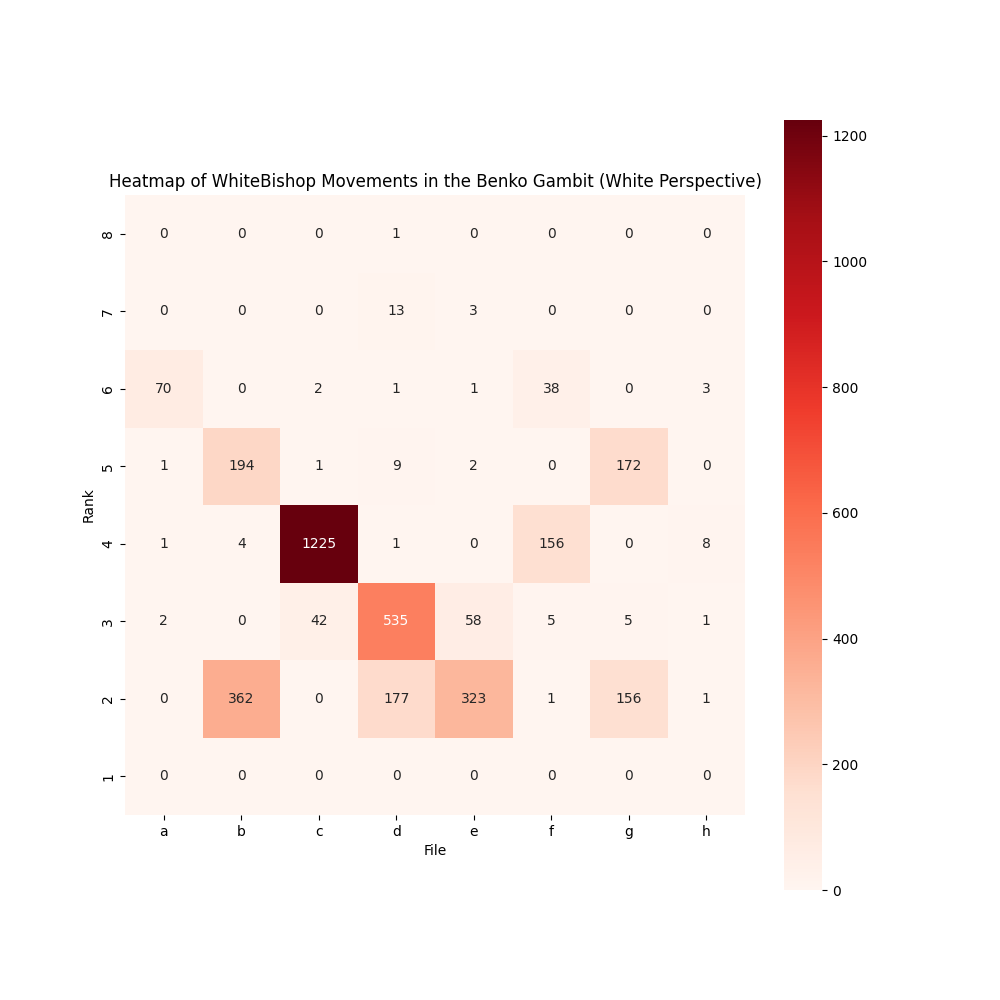 Heatmap of WhiteBishop Movements in the Benko Gambit (White Perspective)
8 0 0 0 1 0 0 0 0
7 0 0 0 13 3 0 0 0
6 70 0 2 1 1 38 0 3
5 1 194 1 9 2 0 172 0
Rank
4 1 4 1225 1 0 156 0 8
3 2 0 42 535 58 5 5 1
2 0 362 0 177 323 1 156 1
1 0 0 0 0 0 0 0 0
a b c d e f g h
File
1200
1000
800
600
400
200
0